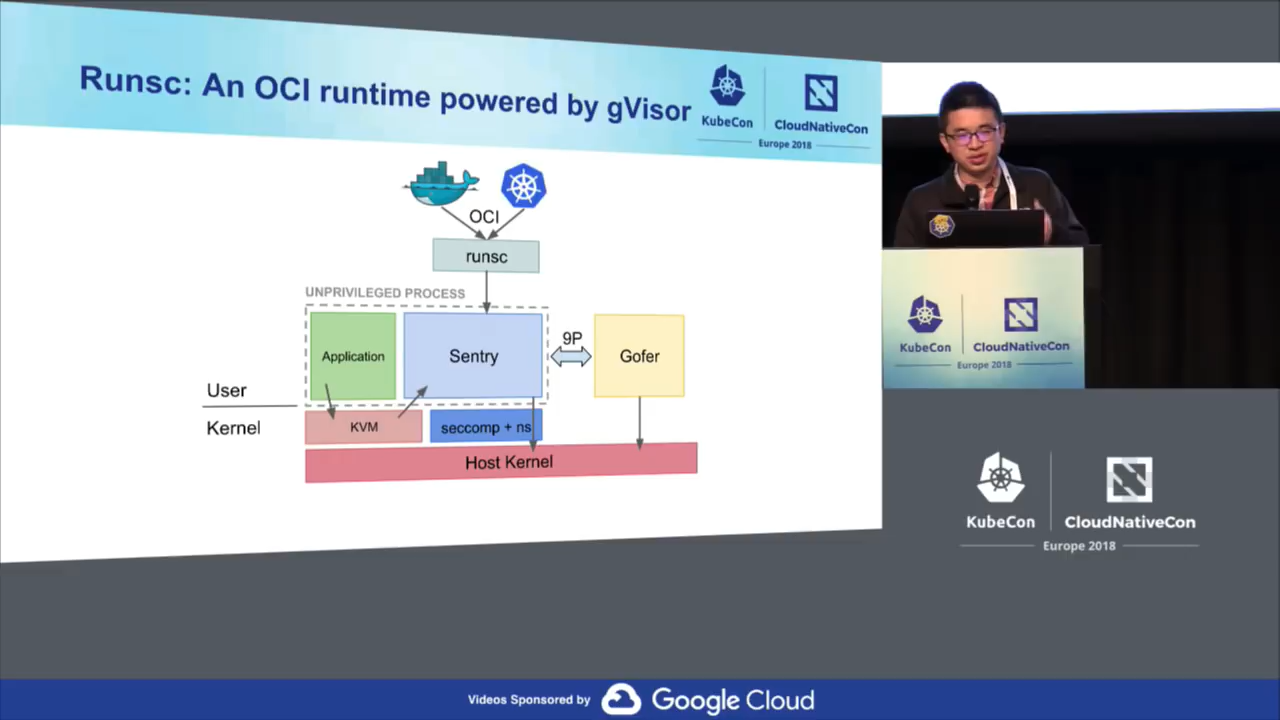 Runsc: An OCI runtime powered by gVisor
KubeCon
CloudNativeCon
Europe 2018
OCI
runsc
UNPRIVILEGED PROCESS
Application
Sentry
9P
Gofer
User
Kernel
KVM
seccomp + ns
Host Kernel
KubeCon
CloudNativeCon
Europe 2018
KubeCon
CloudNativeCon
Europe 2018
Videos Sponsored by Google Cloud